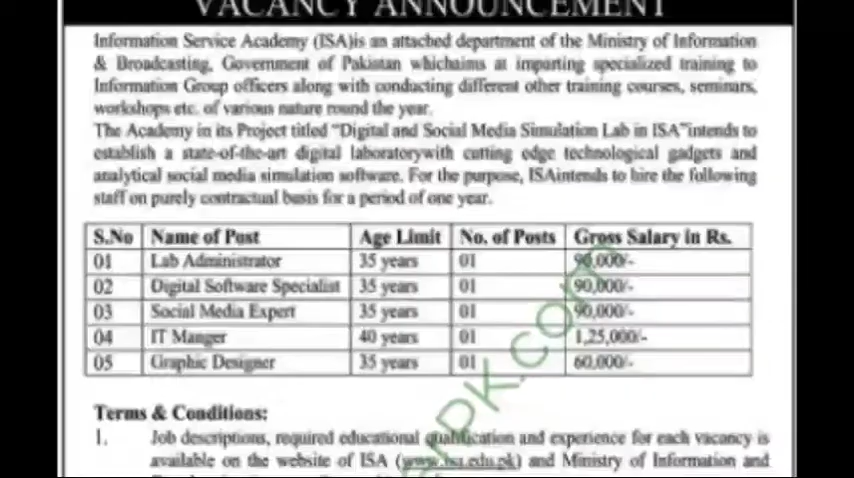 VACANCY ANNOUNCEMENT
Information Service Academy (ISA)is an attached department of the Ministry of Information
& Broadcasting, Government of Pakistan whichaims at imparting specialized training to
Information Group officers along with conducting different other training courses, seminars,
workshops etc. of various nature round the year.
The Academy in its Project titled "Digital and Social Media Simulation Lab in ISA"intends to
establish a state-of-the-art digital laboratorywith cutting edge technological gadgets and
analytical social media simulation software. For the purpose, ISAintends to hire the following
staff on purely contractual basis for a period of one year.
S.No Name of Post Age Limit No. of Posts Gross Salary in Rs.
01 Lab Administrator 35 years 01 90,000/-
02 Digital Software Specialist 35 years 01 90,000/-
03 Social Media Expert 35 years 01 90,000/-
04 IT Manger 40 years 01 1,25,000/-
05 Graphic Designer 35 years 01 60,000/-
Terms & Conditions:
1. Job descriptions, required educational qualification and experience for each vacancy is
available on the website of ISA (www.isa.edu.pk) and Ministry of Information and
erPK.com